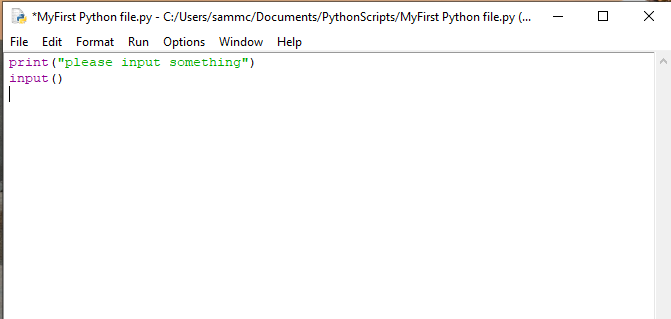 *MyFirst Python file.py - C:/Users/sammc/Documents/PythonScripts/MyFirst Python file.py (...
File Edit Format Run Options Window Help
print("please input something")
input()